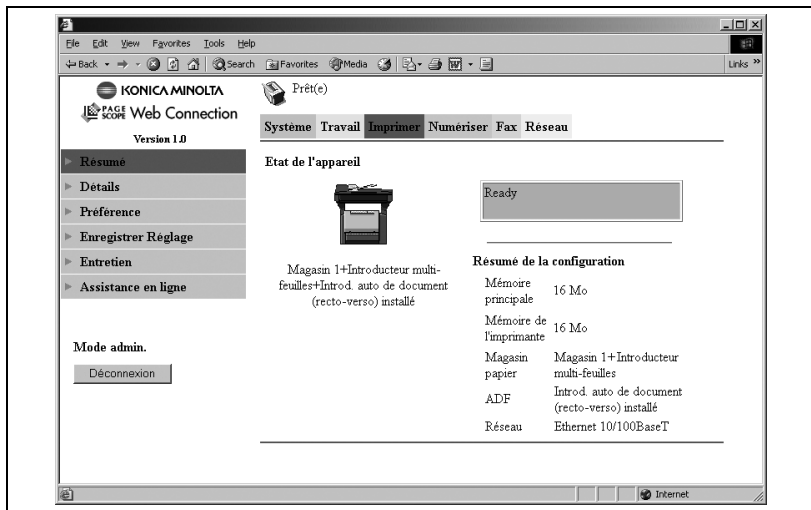 File Edit View Favorites Tools Help
Back Search Favorites Media Links »
KONICA MINOLTA
PAGE SCOPE Web Connection
Version 1.0
Prêt(e)
Système Travail Imprimer Numériser Fax Réseau
Résumé
Détails
Préférence
Enregistrer Réglage
Entretien
Assistance en ligne
Mode admin.
Déconnexion
Etat de l'appareil
Magasin 1+Introducteur multi-
feuilles+Introd. auto de document
(recto-verso) installé
Ready
Résumé de la configuration
Mémoire
principale
16 Mo
Mémoire de
l'imprimante
16 Mo
Magasin
papier
Magasin 1+Introducteur
multi-feuilles
ADF
Introd. auto de document
(recto-verso) installé
Réseau Ethernet 10/100BaseT
Internet